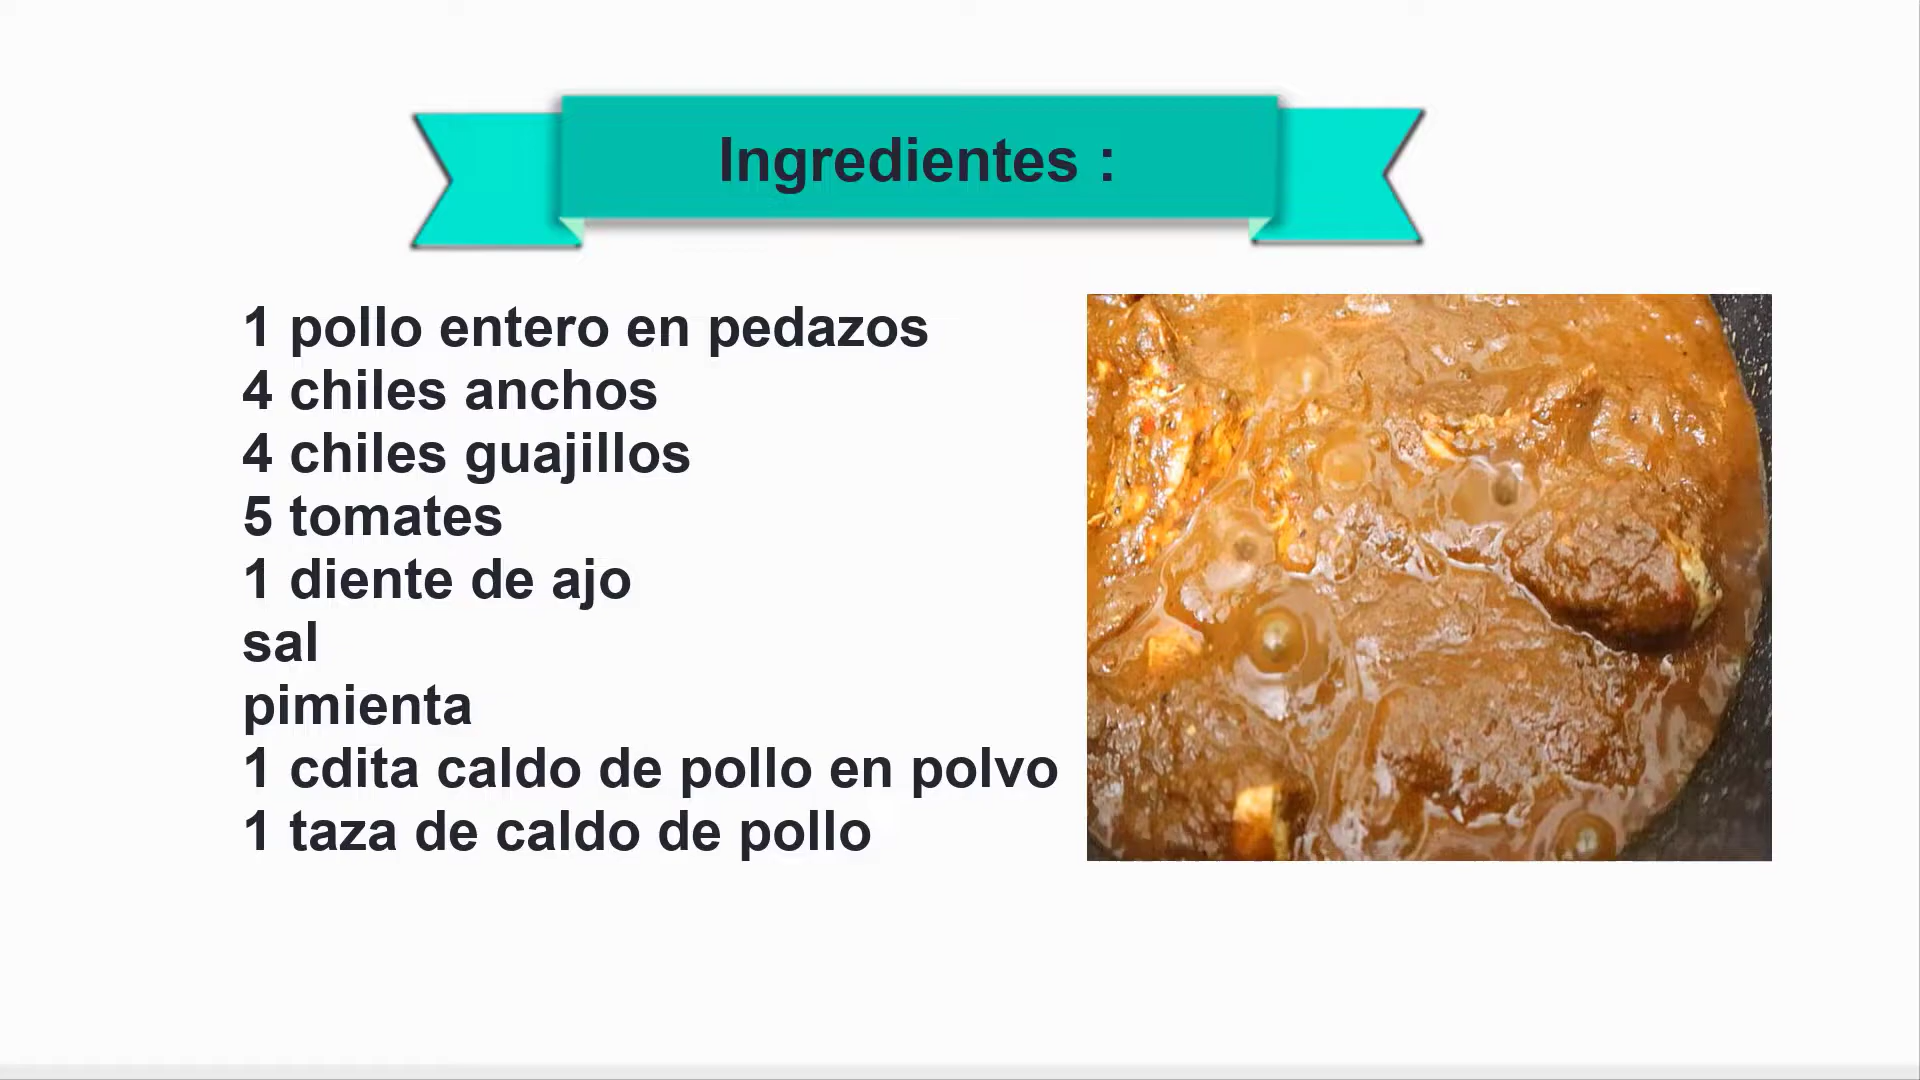 Ingredientes :
1 pollo entero en pedazos
4 chiles anchos
4 chiles guajillos
5 tomates
1 diente de ajo
sal
pimienta
1 cdita caldo de pollo en polvo
1 taza de caldo de pollo